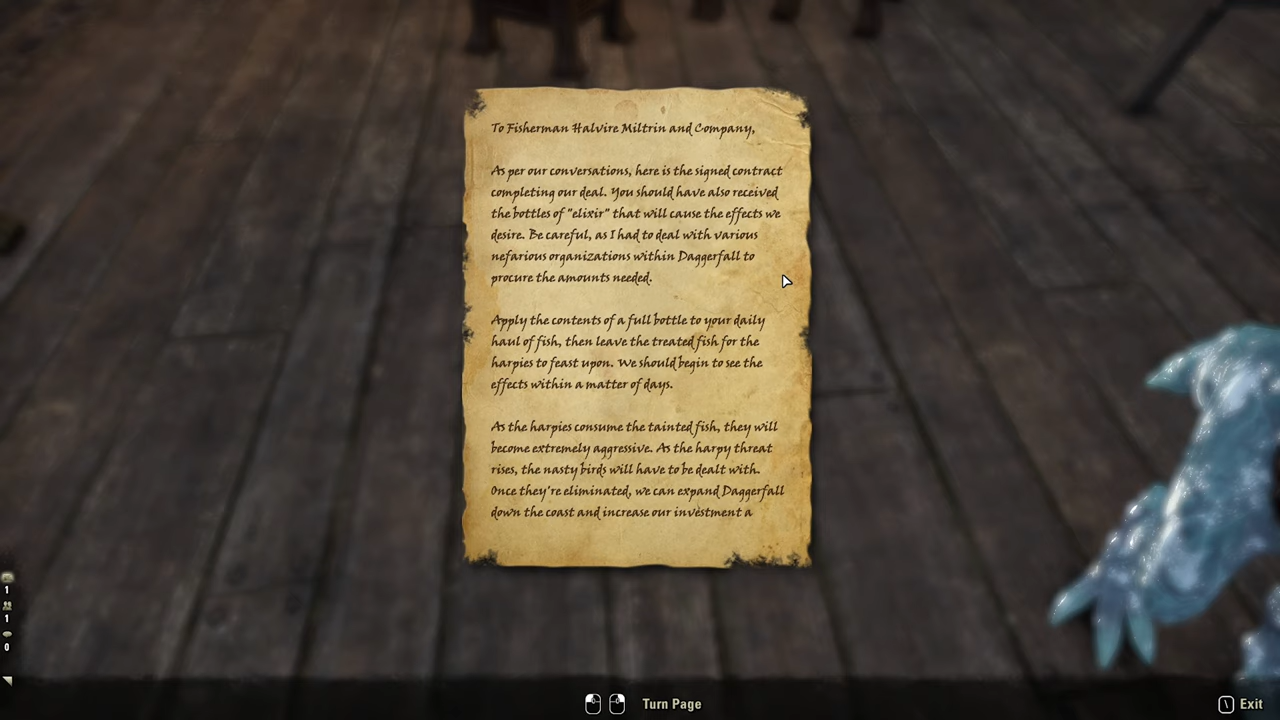 To Fisherman Halvire Miltrin and Company,
As per our conversations, here is the signed contract
completing our deal. You should have also received
the bottles of "elixir" that will cause the effects we
desire. Be careful, as I had to deal with various
nefarious organizations within Daggerfall to
procure the amounts needed.
Apply the contents of a full bottle to your daily
haul of fish, then leave the treated fish for the
harpies to feast upon. We should begin to see the
effects within a matter of days.
As the harpies consume the tainted fish, they will
become extremely aggressive. As the harpy threat
rises, the nasty birds will have to be dealt with.
Once they're eliminated, we can expand Daggerfall
down the coast and increase our investment a
1
1
0
Turn Page
\ Exit